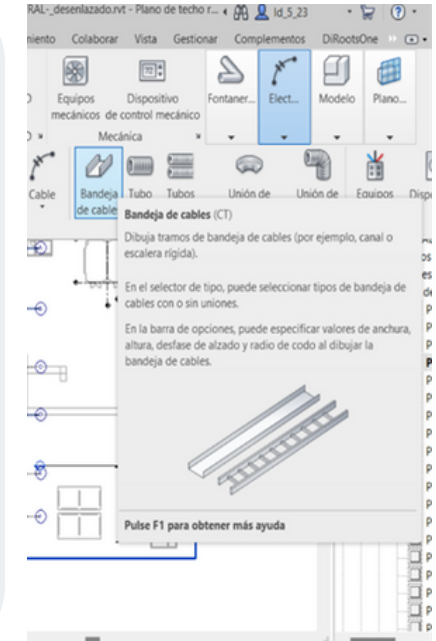 RAL-_desenlazado.rvt - Plano de techo r...
ld_5_23
miento Colaborar Vista Gestionar Complementos DiRootsOne
Equipos mecánicos
Dispositivo de control mecánico
Fontaner...
Elect...
Modelo
Plano...
Mecánica
Cable
Bandeja de cables
Tubo
Tubos
Unión de
Unión de
Equipos
Dispo
Bandeja de cables (CT)
Dibuja tramos de bandeja de cables (por ejemplo, canal o
escalera rígida).
En el selector de tipo, puede seleccionar tipos de bandeja de
cables con o sin uniones.
En la barra de opciones, puede especificar valores de anchura,
altura, desfase de alzado y radio de codo al dibujar la
bandeja de cables.
Pulse F1 para obtener más ayuda